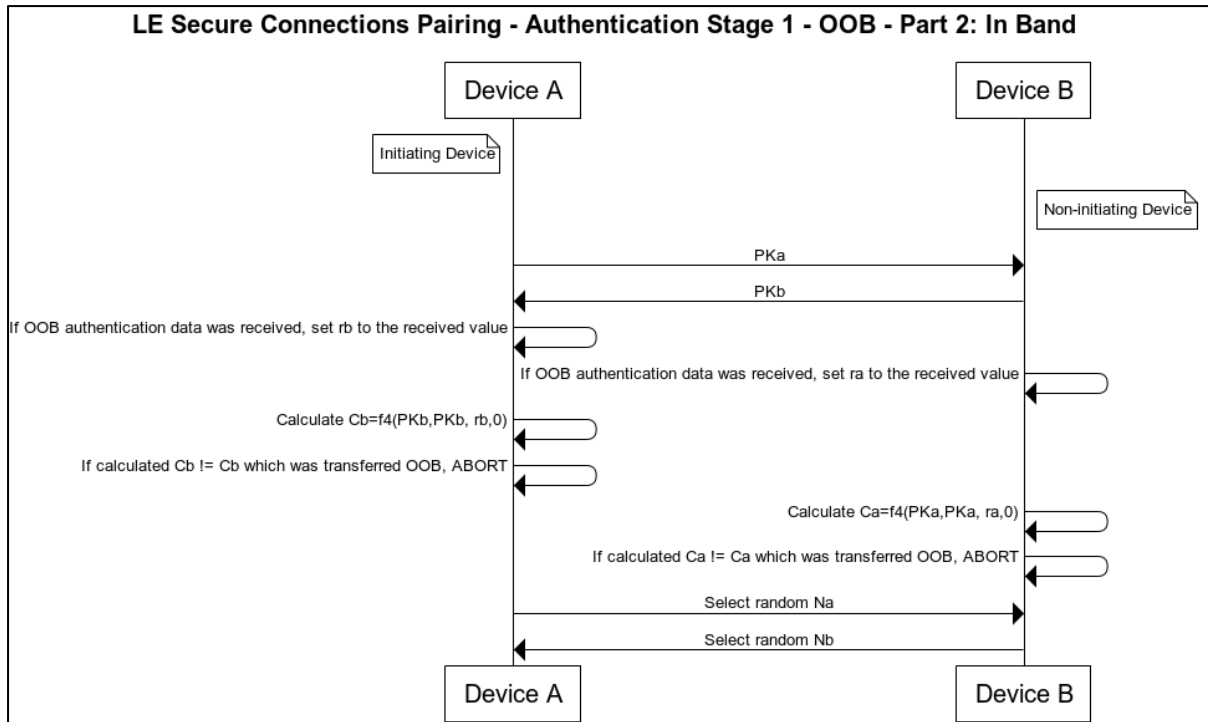 LE Secure Connections Pairing - Authentication Stage 1 - OOB - Part 2: In Band
Device A
Device B
Initiating Device
Non-initiating Device
PKa
PKb
If OOB authentication data was received, set rb to the received value
If OOB authentication data was received, set ra to the received value
Calculate Cb=f4(PKb,PKb, rb,0)
If calculated Cb != Cb which was transferred OOB, ABORT
Calculate Ca=f4(PKa,PKa, ra,0)
If calculated Ca != Ca which was transferred OOB, ABORT
Select random Na
Select random Nb
Device A
Device B